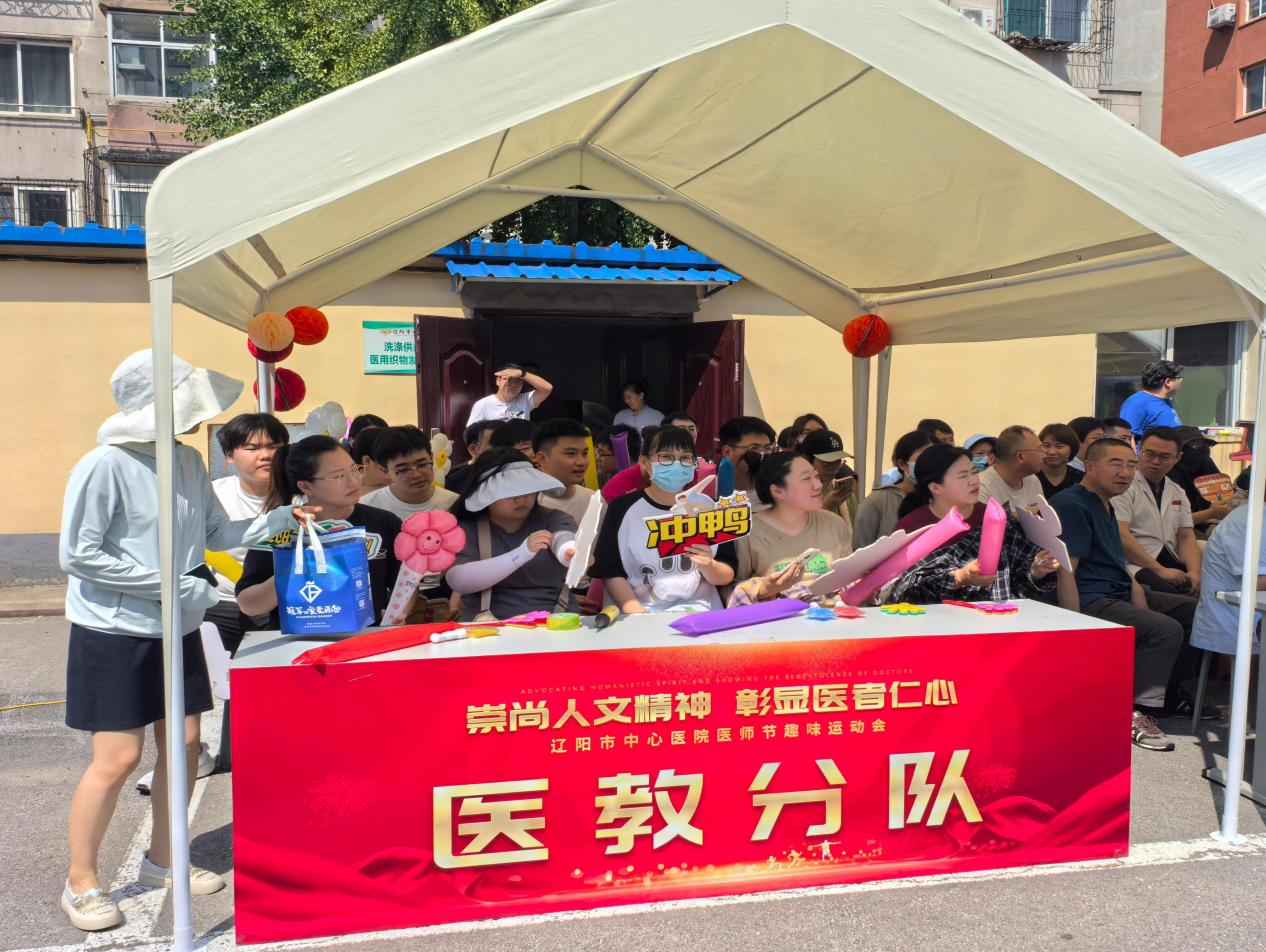 洗涤供
医用织物发
冲鸭
ADVOCATING HUMANISTIC SPIRIT AND SHOWING THE BENEVOLENCE OF DOCTORS
崇尚人文精神 彰显医者仁心
辽阳市中心医院医师节趣味运动会
医教分队